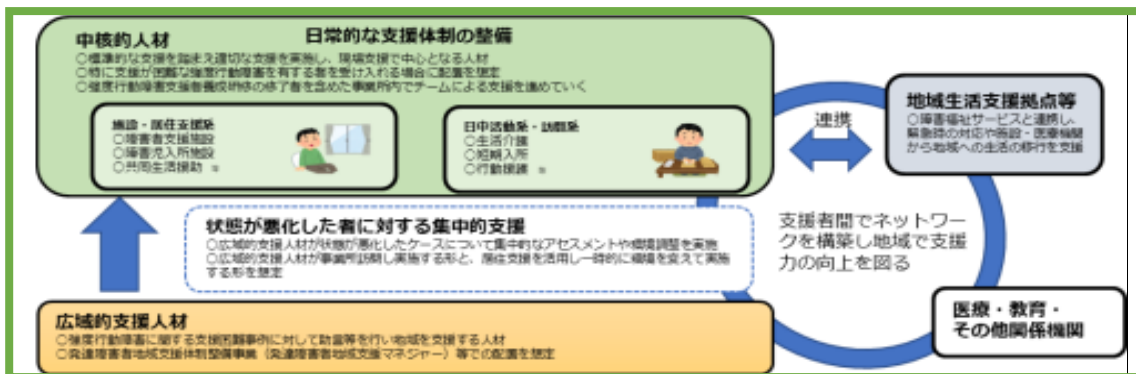 日常的な支援体制の整備
中核的人材
○標準的な支援を踏まえ適切な支援を実施し、現場支援で中心となる人材
○特に支援が困難な強度行動障害を有する者を受け入れる場合に配置を想定
○強度行動障害支援者養成研修の修了者を含めた事業所内でチームによる支援を進めていく
施設・居住支援系
○障害者支援施設
○障害児入所施設
○共同生活援助 等
日中活動系・訪問系
○生活介護
○短期入所
○行動援護 等
連携
地域生活支援拠点等
○障害福祉サービスと連携し、
緊急時の対応や施設・医療機関
から地域への生活の移行を支援
状態が悪化した者に対する集中的支援
○広域的支援人材が状態が悪化したケースについて集中的なアセスメントや環境調整を実施
○広域的支援人材が事業所訪問し実施する形と、居住支援を活用し一時的に環境を変えて実施
する形を想定
支援者間でネットワー
クを構築し地域で支援
力の向上を図る
広域的支援人材
○強度行動障害に関する支援困難事例に対して助言等を行い地域を支援する人材
○発達障害者地域支援体制整備事業（発達障害者地域支援マネジャー）等での配置を想定
医療・教育・
その他関係機関